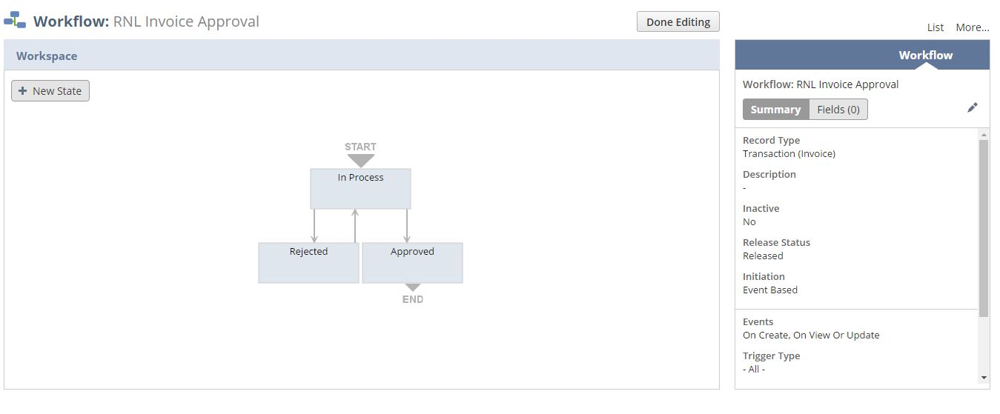 Workflow: RNL Invoice Approval
Done Editing
List More...
Workspace
Workflow
New State
Workflow: RNL Invoice Approval
Summary Fields (0)
START
In Process
Rejected
Approved
END
Record Type
Transaction (Invoice)
Description
-
Inactive
No
Release Status
Released
Initiation
Event Based
Events
On Create, On View Or Update
Trigger Type
- All -